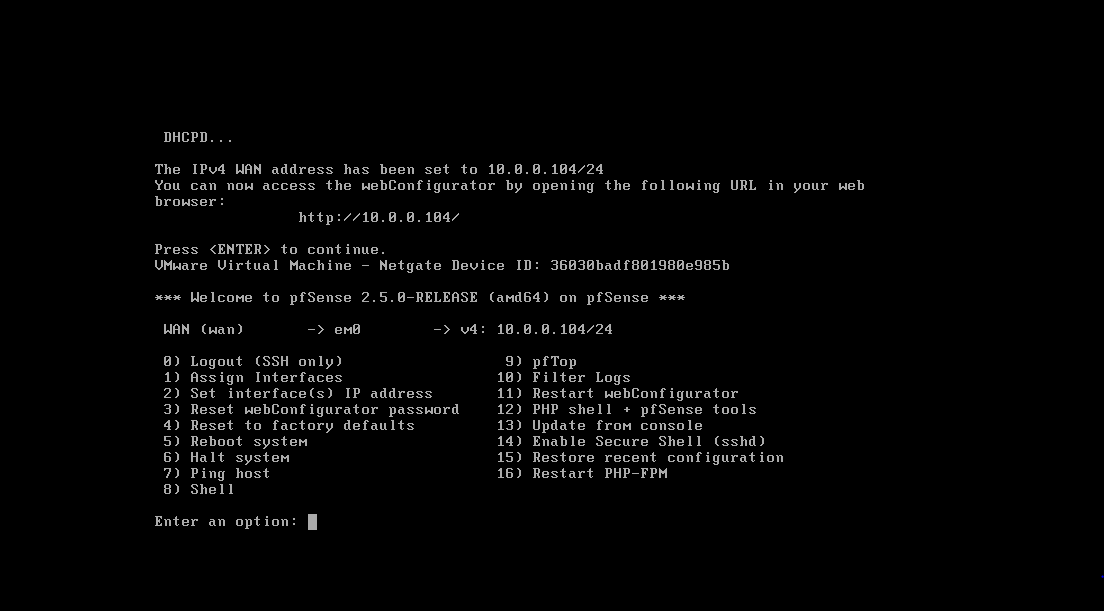 DHCPD...
The IPv4 WAN address has been set to 10.0.0.104/24
You can now access the webConfigurator by opening the following URL in your web
browser:
http://10.0.0.104/
Press <ENTER> to continue.
VMware Virtual Machine - Netgate Device ID: 36030badf801980e985b
*** Welcome to pfSense 2.5.0-RELEASE (amd64) on pfSense ***
WAN (wan)       -> em0        -> v4: 10.0.0.104/24
0) Logout (SSH only)                  9) pfTop
1) Assign Interfaces                 10) Filter Logs
2) Set interface(s) IP address       11) Restart webConfigurator
3) Reset webConfigurator password    12) PHP shell + pfSense tools
4) Reset to factory defaults         13) Update from console
5) Reboot system                     14) Enable Secure Shell (sshd)
6) Halt system                       15) Restore recent configuration
7) Ping host                         16) Restart PHP-FPM
8) Shell
Enter an option: